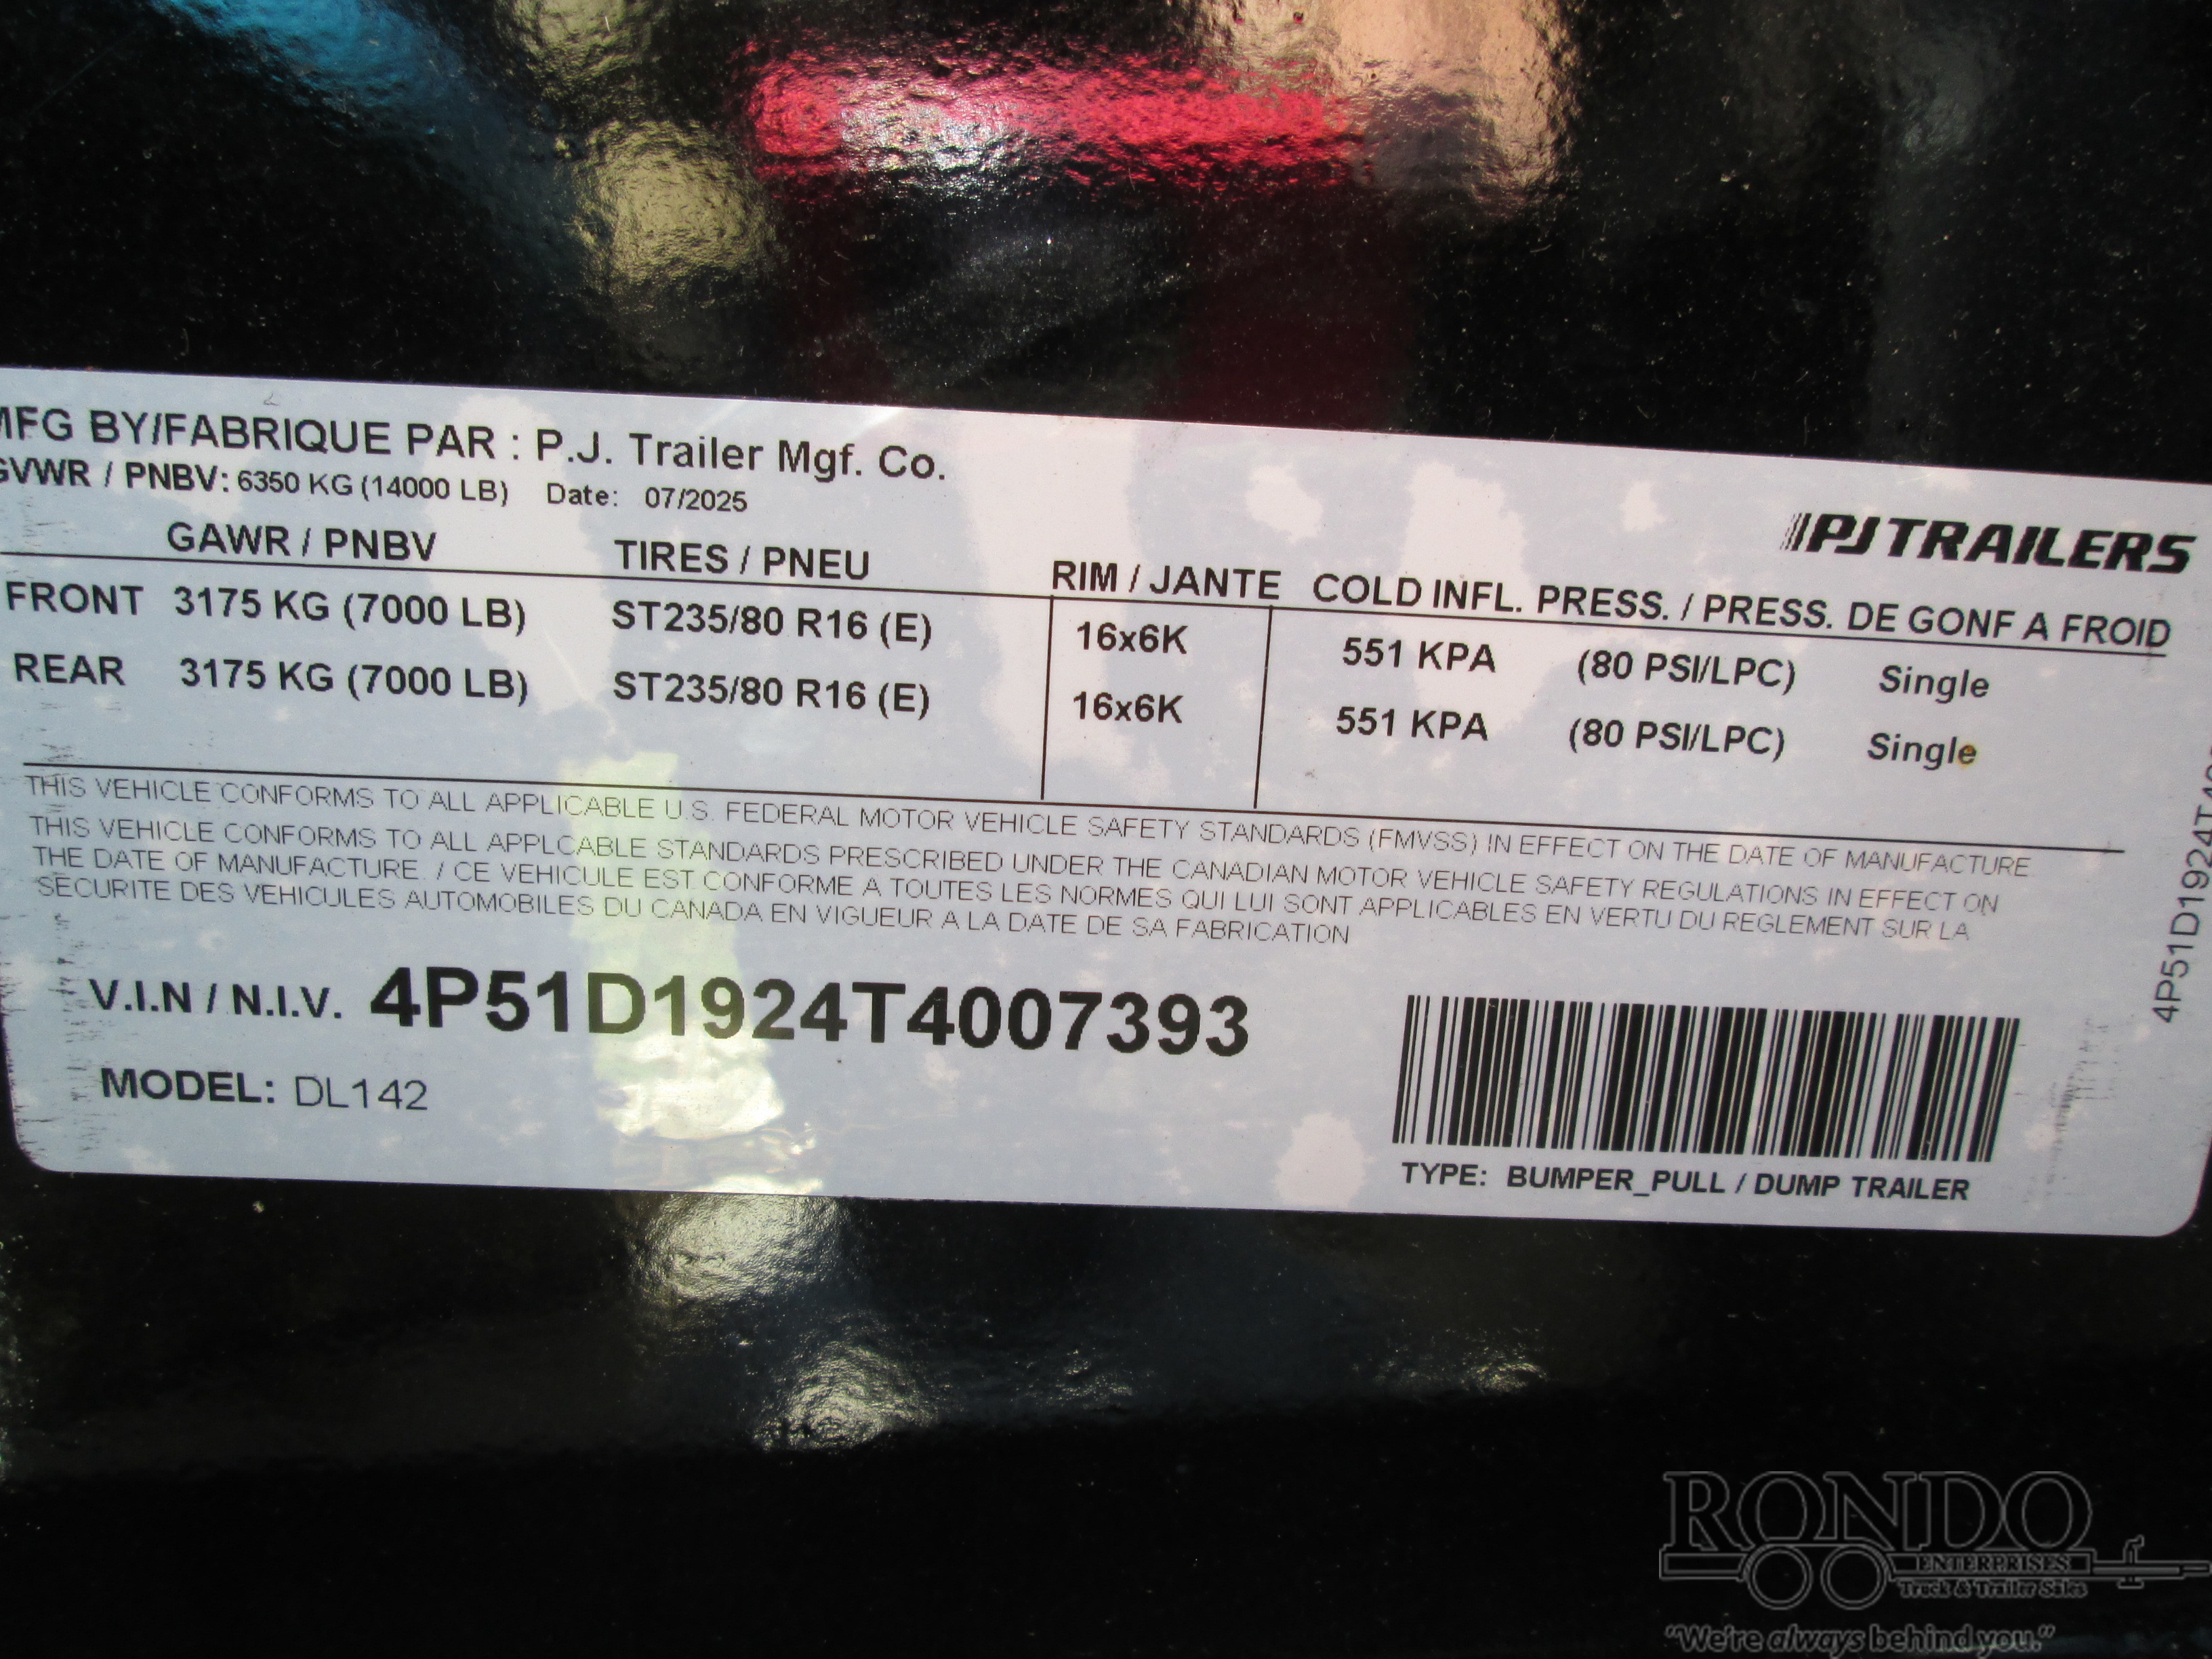 MFG BY/FABRIQUE PAR : P.J. Trailer Mgf. Co.
GVWR / PNBV: 6350 KG (14000 LB) Date: 07/2025
PJ TRAILERS
GAWR / PNBV TIRES / PNEU RIM / JANTE COLD INFL. PRESS. / PRESS. DE GONF A FROID
FRONT 3175 KG (7000 LB) ST235/80 R16 (E) 16x6K 551 KPA (80 PSI/LPC) Single
REAR 3175 KG (7000 LB) ST235/80 R16 (E) 16x6K 551 KPA (80 PSI/LPC) Single
THIS VEHICLE CONFORMS TO ALL APPLICABLE U.S. FEDERAL MOTOR VEHICLE SAFETY STANDARDS (FMVSS) IN EFFECT ON THE DATE OF MANUFACTURE
THIS VEHICLE CONFORMS TO ALL APPLCABLE STANDARDS PRESCRIBED UNDER THE CANADIAN MOTOR VEHICLE SAFETY REGULATIONS IN EFFECT ON
THE DATE OF MANUFACTURE. / CE VEHICULE EST CONFORME A TOUTES LES NORMES QUI LUI SONT APPLICABLES EN VERTU DU REGLEMENT SUR LA
SECURITE DES VEHICULES AUTOMOBILES DU CANADA EN VIGUEUR A LA DATE DE SA FABRICATION
V.I.N / N.I.V. 4P51D1924T4007393
MODEL: DL142
TYPE: BUMPER_PULL / DUMP TRAILER
4P51D1924T400
RONDO
ENTERPRISES
Truck & Trailer Sales
"We're always behind you."